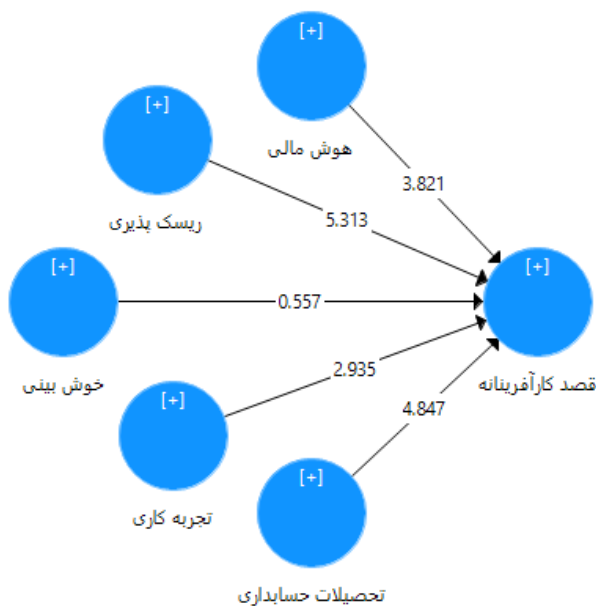 [+]
هوش مالی
3.821
[+]
ریسک پذیری
5.313
[+]
خوش بینی
0.557
[+]
قصد کارآفرینانه
[+]
تجربه کاری
2.935
[+]
تحصیلات حسابداری
4.847